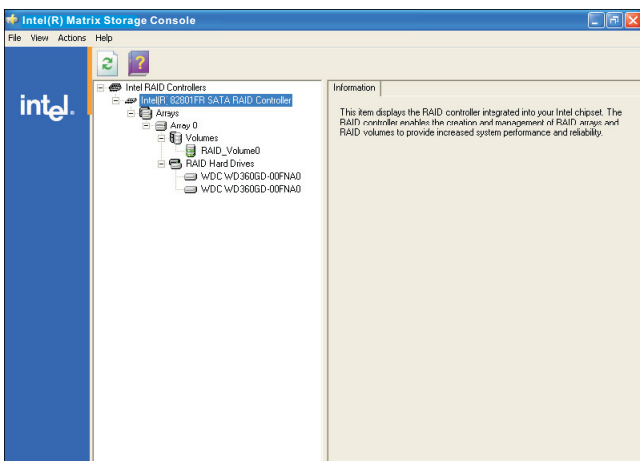 Intel(R) Matrix Storage Console
File View Actions Help
intel.
Intel RAID Controllers
Intel(R 82801FR SATA RAID Controller
Arrays
Array 0
Volumes
RAID_Volume0
RAID Hard Drives
WDC WD360GD-00FNA0
WDC WD360GD-00FNA0
Information
This item displays the RAID controller integrated into your Intel chipset. The
RAID controller enables the creation and management of RAID arrays and
RAID volumes to provide increased system performance and reliability.